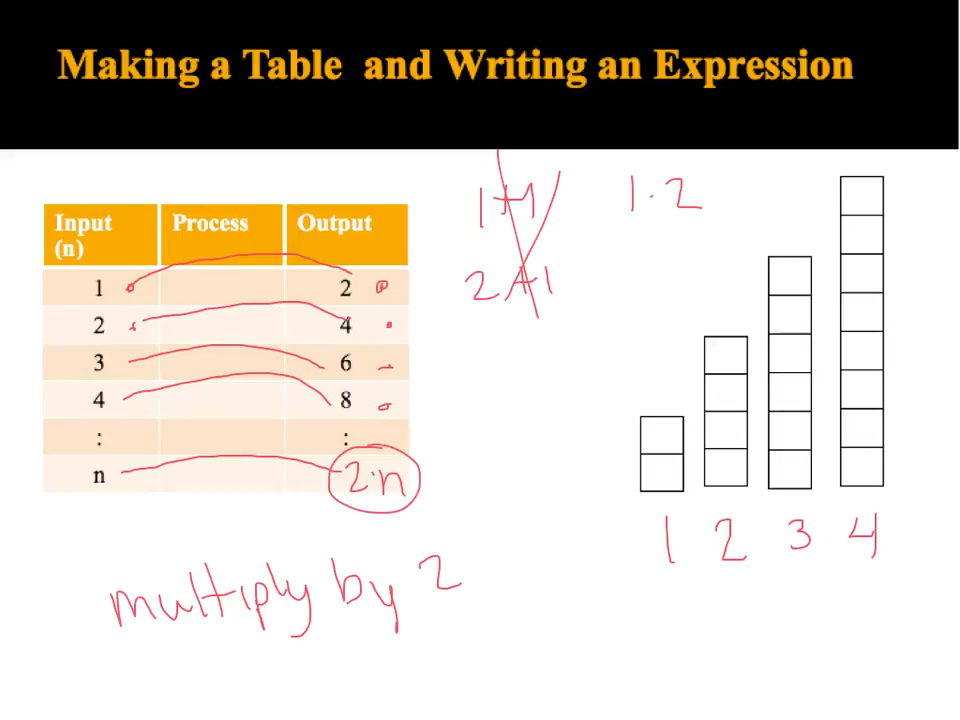 Making a Table and Writing an Expression
Input (n) Process Output
1 2
2 4
3 6
4 8
: :
n 2·n
1+1
2+1
1·2
1 2 3 4
multiply by 2